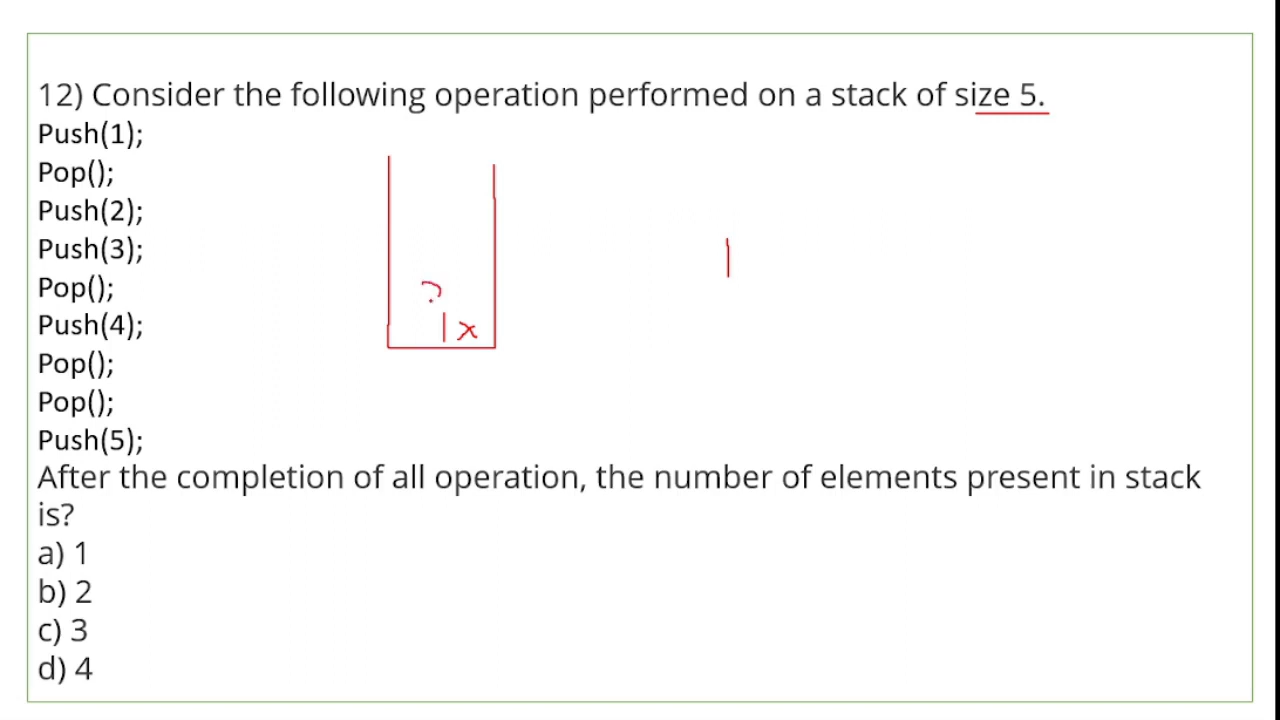 12) Consider the following operation performed on a stack of size 5.
Push(1);
Pop();
Push(2);
Push(3);
Pop();
Push(4);
Pop();
Pop();
Push(5);
After the completion of all operation, the number of elements present in stack
is?
a) 1
b) 2
c) 3
d) 4
1
1 x